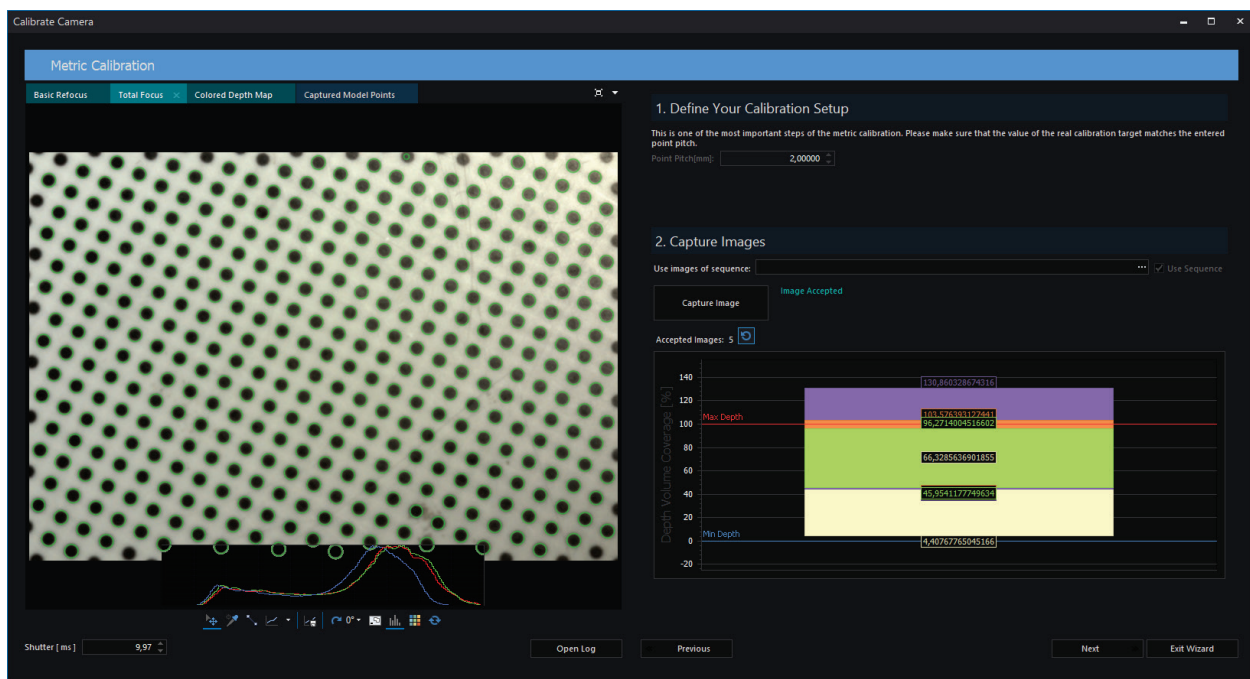 Calibrate Camera
Metric Calibration
Basic Refocus
Total Focus
Colored Depth Map
Captured Model Points
1. Define Your Calibration Setup
This is one of the most important steps of the metric calibration. Please make sure that the value of the real calibration target matches the entered
point pitch.
Point Pitch[mm]: 2,00000
2. Capture Images
Use images of sequence: ... Use Sequence
Capture Image
Image Accepted
Accepted Images: 5
Depth Volume Coverage [%]
140
120
100
80
60
40
20
0
-20
Max Depth
Min Depth
130,860328674316
103,576393127441
96,2714004516602
66,3285636901855
45,9541177749634
4,40767765045166
0°
Shutter [ ms ] 9,97
Open Log
Previous
Next
Exit Wizard